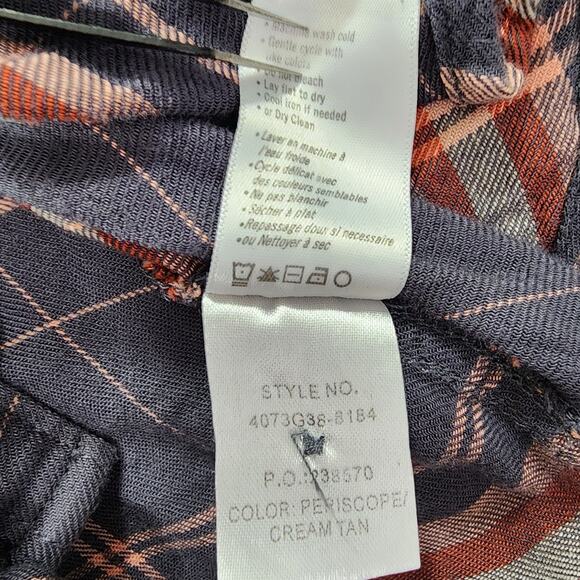 • Machine wash cold
• Gentle cycle with
like colors
• Do not bleach
• Lay flat to dry
• Cool iron if needed
• or Dry Clean
• Laver en machine à
l'eau froide
• Cycle délicat avec
des couleurs semblables
• Ne pas blanchir
• Sécher à plat
• Repassage doux si necessaire
• ou Nettoyer à sec
STYLE NO.
4073G38-8184
P.O.:338570
COLOR: PERISCOPE/
CREAM TAN